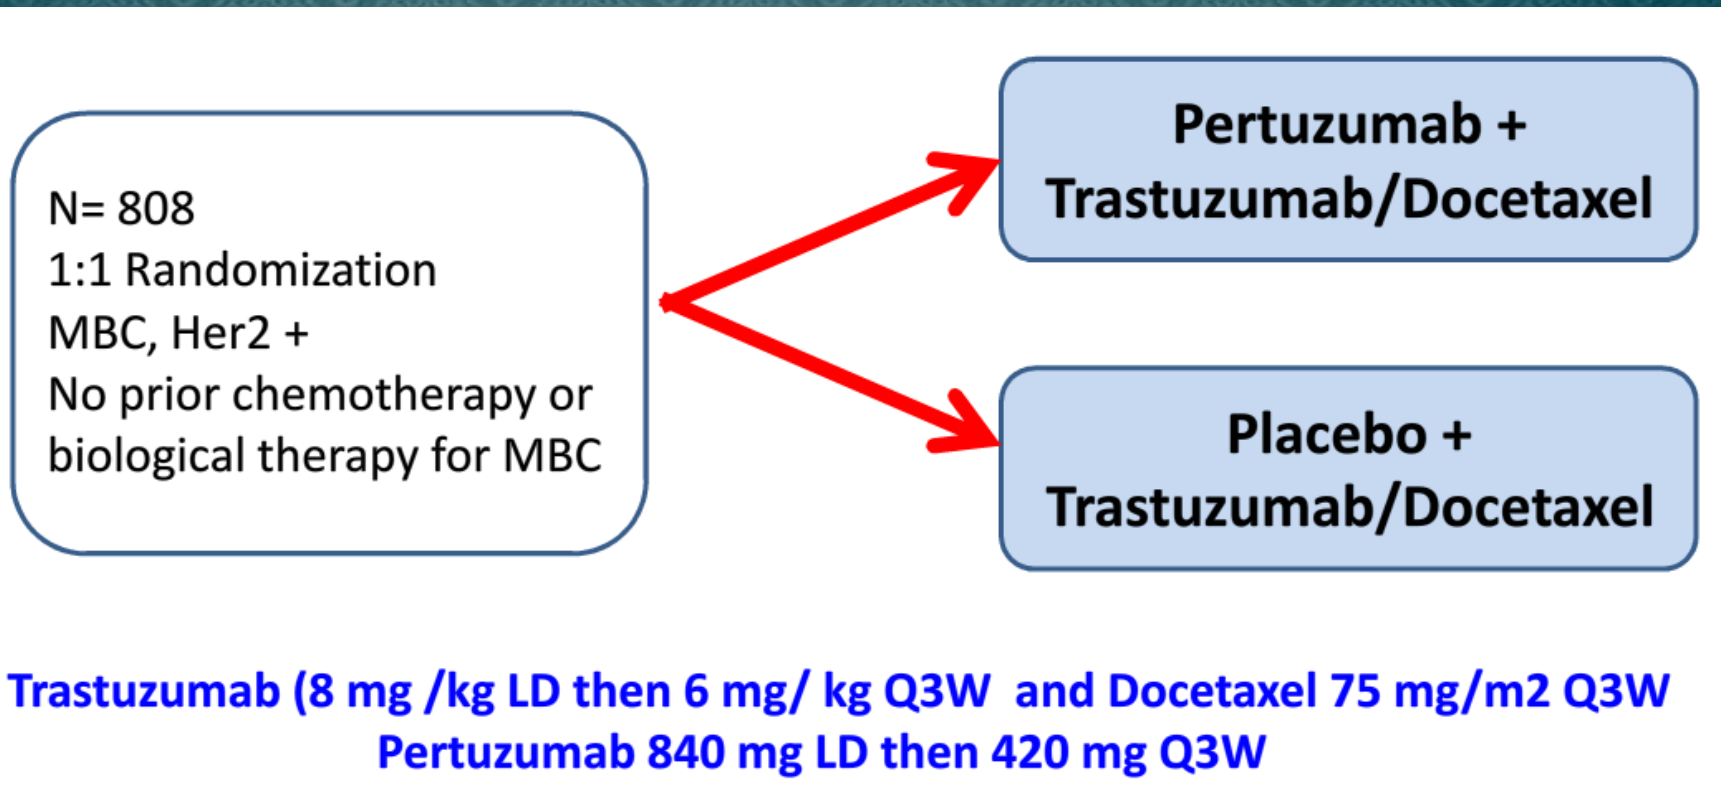 N= 808
1:1 Randomization
MBC, Her2 +
No prior chemotherapy or
biological therapy for MBC
Pertuzumab +
Trastuzumab/Docetaxel
Placebo +
Trastuzumab/Docetaxel
Trastuzumab (8 mg /kg LD then 6 mg/ kg Q3W and Docetaxel 75 mg/m2 Q3W
Pertuzumab 840 mg LD then 420 mg Q3W